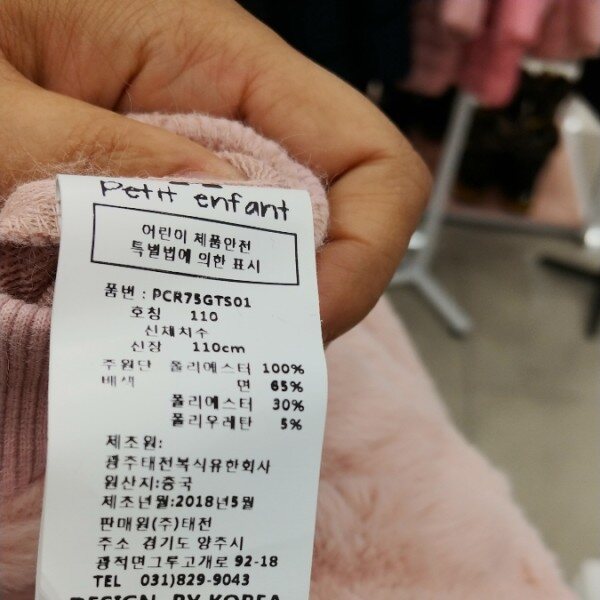 Petit enfant
어린이 제품안전
특별법에 의한 표시
품번 : PCR75GTS01
호칭 110
신체치수
신장 110cm
주원단 폴리에스터 100%
배색 면 65%
폴리에스터 30%
폴리우레탄 5%
제조원:
광주태전복식유한회사
원산지:중국
제조년월:2018년5월
판매원(주)태전
주소 경기도 양주시
광적면그루고개로 92-18
TEL 031)829-9043
DESIGN BY KOREA